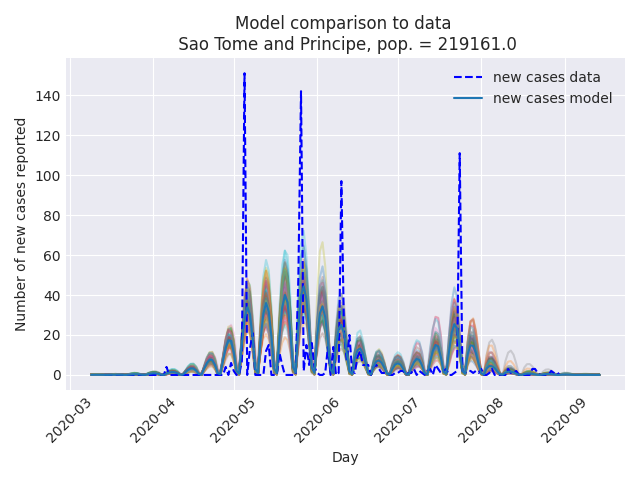 Model comparison to data
Sao Tome and Principe, pop. = 219161.0
new cases data
new cases model
Number of new cases reported
140
120
100
80
60
40
20
0
2020-03
2020-04
2020-05
2020-06
2020-07
2020-08
2020-09
Day